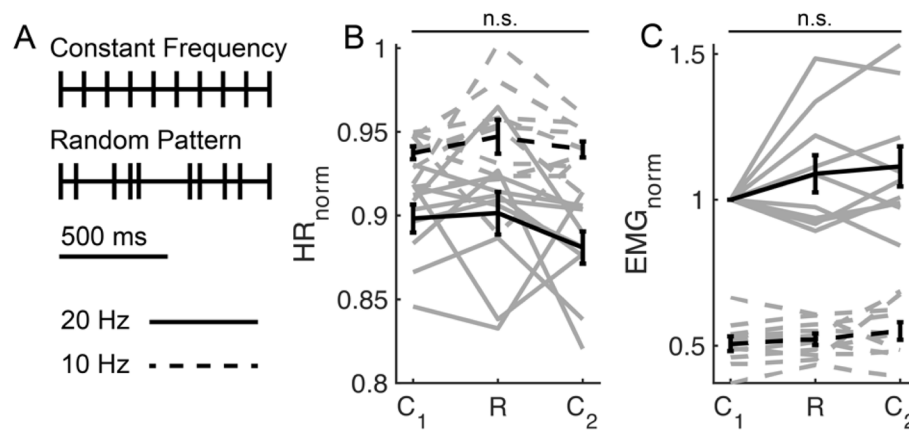 A
Constant Frequency
Random Pattern
500 ms
20 Hz
10 Hz
B
n.s.
HRnorm
1
0.95
0.9
0.85
0.8
C1 R C2
C
n.s.
EMGnorm
1.5
1
0.5
C1 R C2